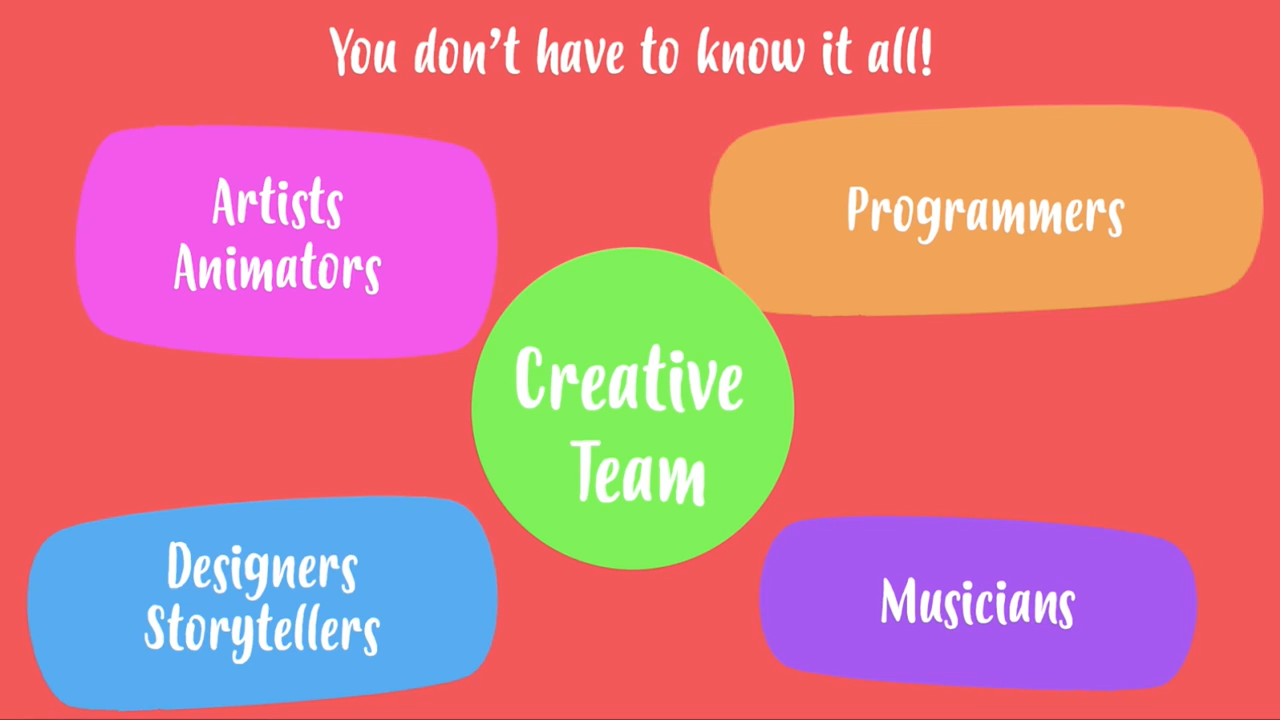 You don't have to know it all!
Artists
Animators
Programmers
Creative
Team
Designers
Storytellers
Musicians